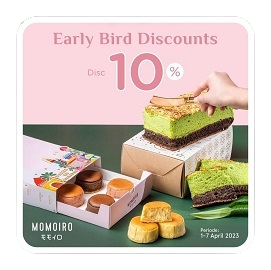 Early Bird Discounts
Disc 10%
MOMOIRO
モモイロ
Periode:
1-7 April 2023